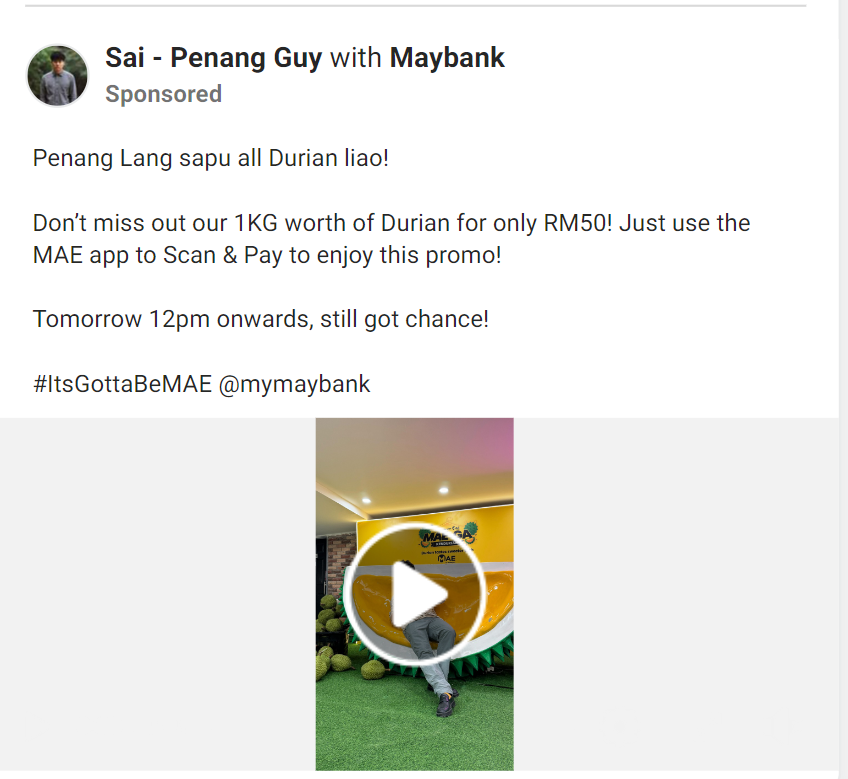 Sai - Penang Guy with Maybank
Sponsored
Penang Lang sapu all Durian liao!
Don’t miss out our 1KG worth of Durian for only RM50! Just use the
MAE app to Scan & Pay to enjoy this promo!
Tomorrow 12pm onwards, still got chance!
#ItsGottaBeMAE @mymaybank
MAE